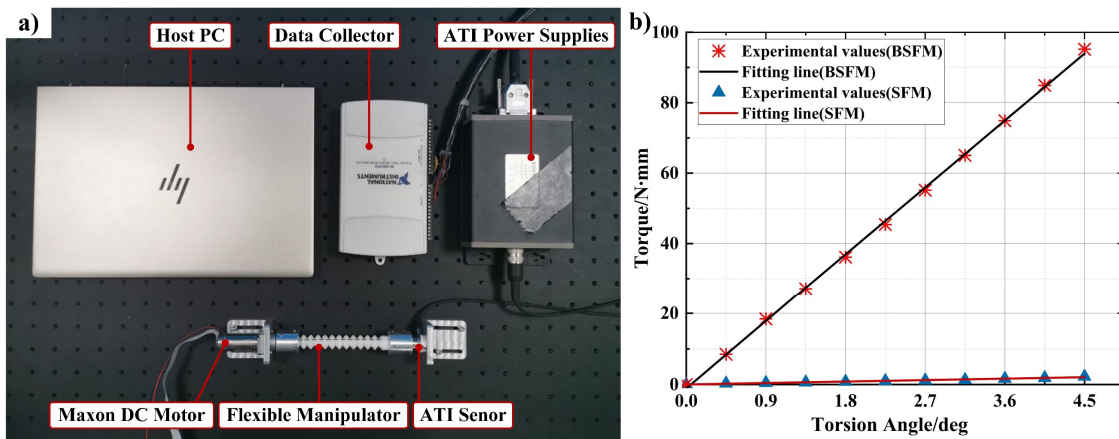 a)
Host PC
Data Collector
ATI Power Supplies
NATIONAL
INSTRUMENTS
hp
Maxon DC Motor
Flexible Manipulator
ATI Senor
b)
100
80
60
40
20
0
Torque/N·mm
Experimental values(BSFM)
Fitting line(BSFM)
Experimental values(SFM)
Fitting line(SFM)
0.0
0.9
1.8
2.7
3.6
4.5
Torsion Angle/deg